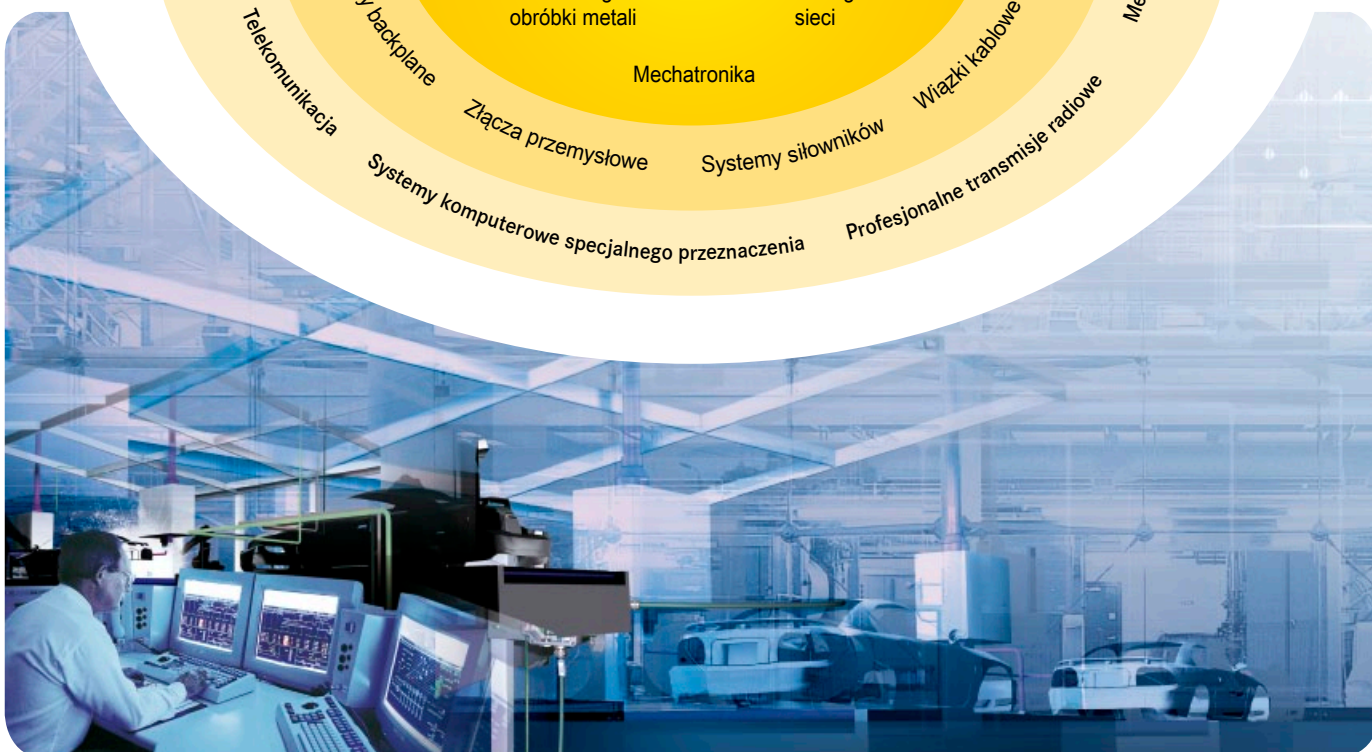 obróbki metali
sieci
Mechatronika
backplane
Złącza przemysłowe
Systemy siłowników
Wiązki kablowe
Telekomunikacja
Systemy komputerowe specjalnego przeznaczenia
Profesjonalne transmisje radiowe